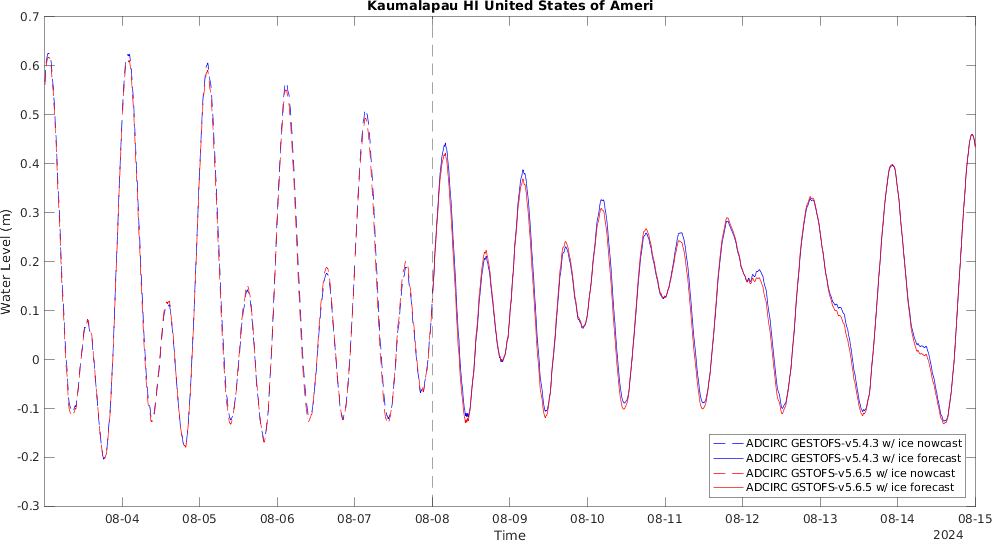 Kaumalapau HI United States of Ameri
0.7
0.6
0.5
0.4
0.3
0.2
0.1
0
-0.1
-0.2
-0.3
Water Level (m)
ADCIRC GESTOFS-v5.4.3 w/ ice nowcast
ADCIRC GESTOFS-v5.4.3 w/ ice forecast
ADCIRC GSTOFS-v5.6.5 w/ ice nowcast
ADCIRC GSTOFS-v5.6.5 w/ ice forecast
08-04 08-05 08-06 08-07 08-08 08-09 08-10 08-11 08-12 08-13 08-14 08-15
Time
2024